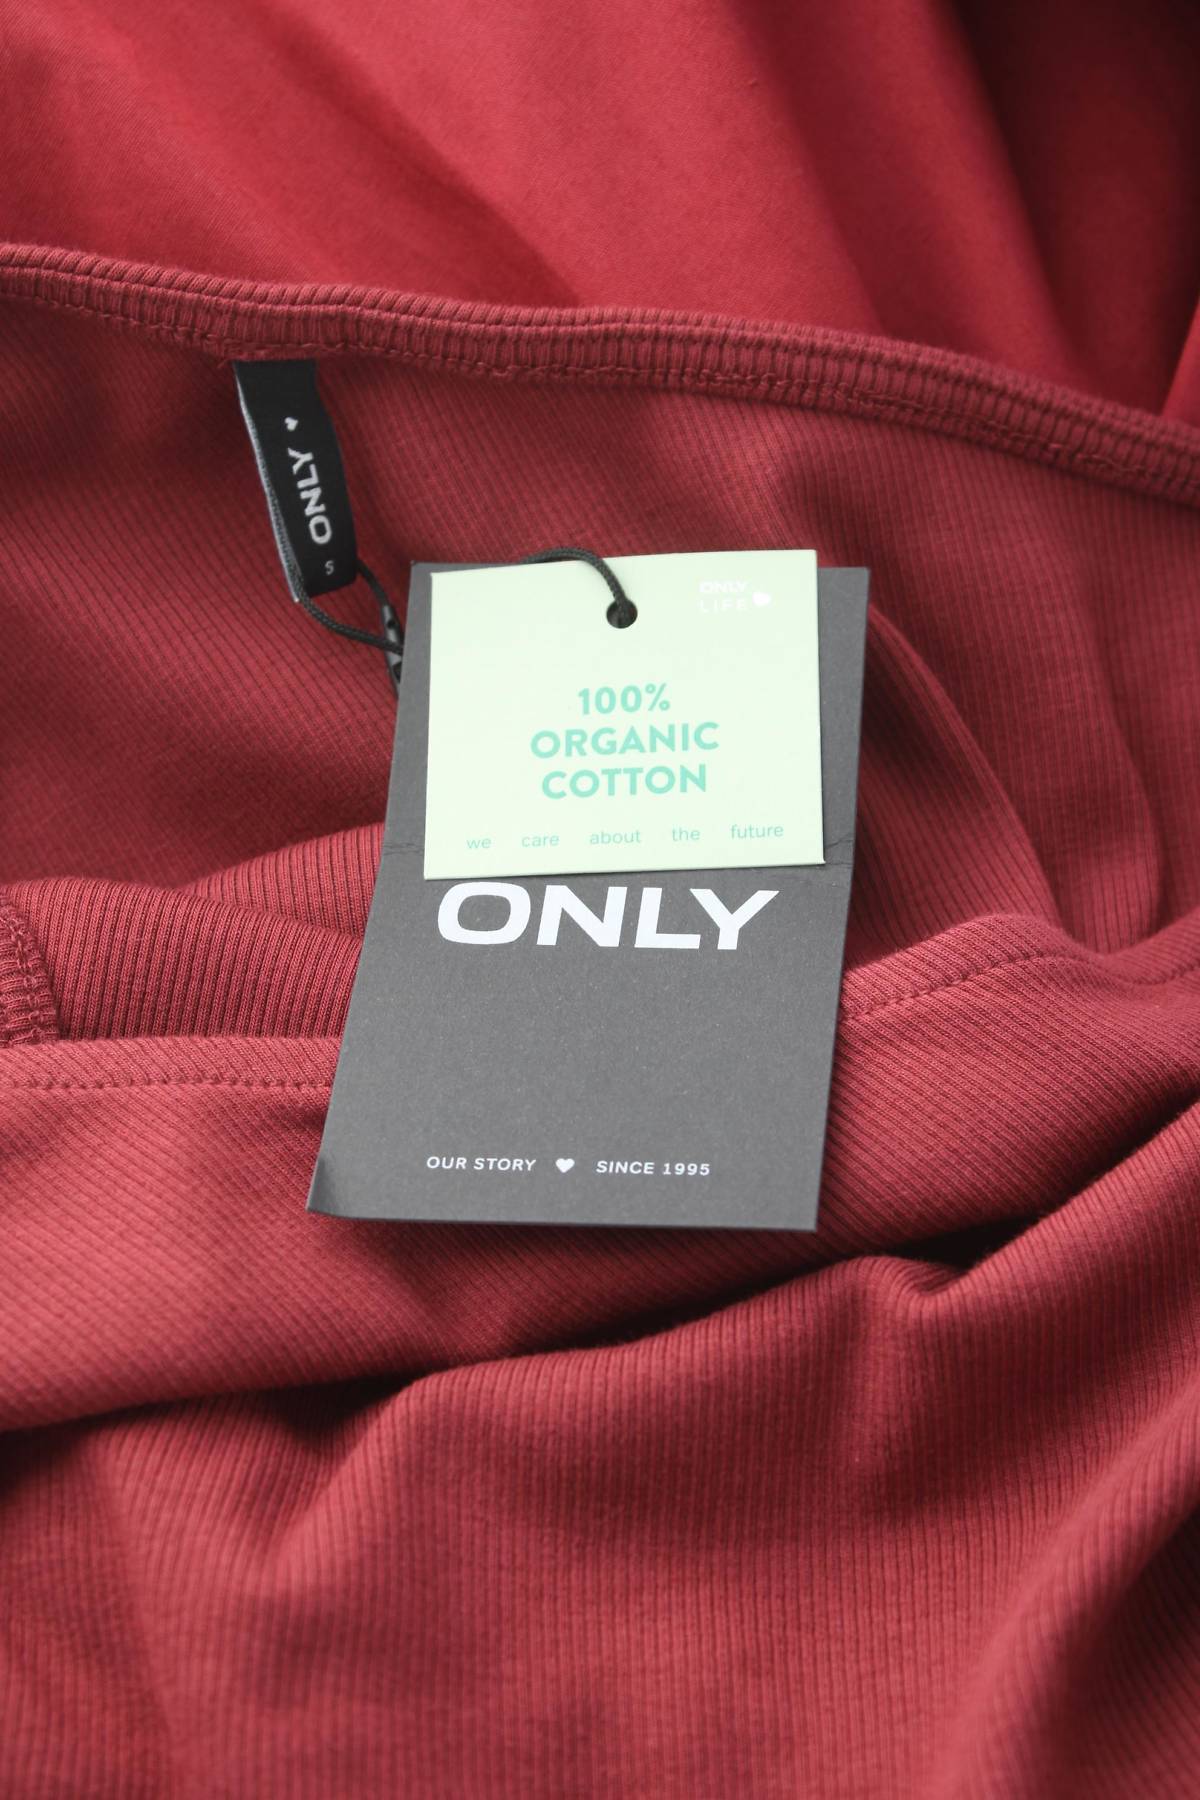 ONLY
S
ONLY
LIFE
100%
ORGANIC
COTTON
we care about the future
ONLY
OUR STORY ♥ SINCE 1995